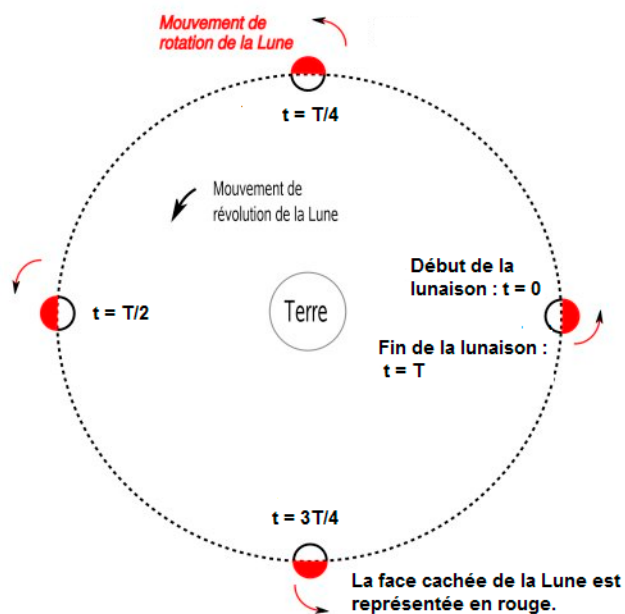 Mouvement de
rotation de la Lune
t = T/4
Mouvement de
révolution de la Lune
Début de la
lunaison : t = 0
t = T/2
Terre
Fin de la lunaison :
t = T
t = 3T/4
La face cachée de la Lune est
représentée en rouge.